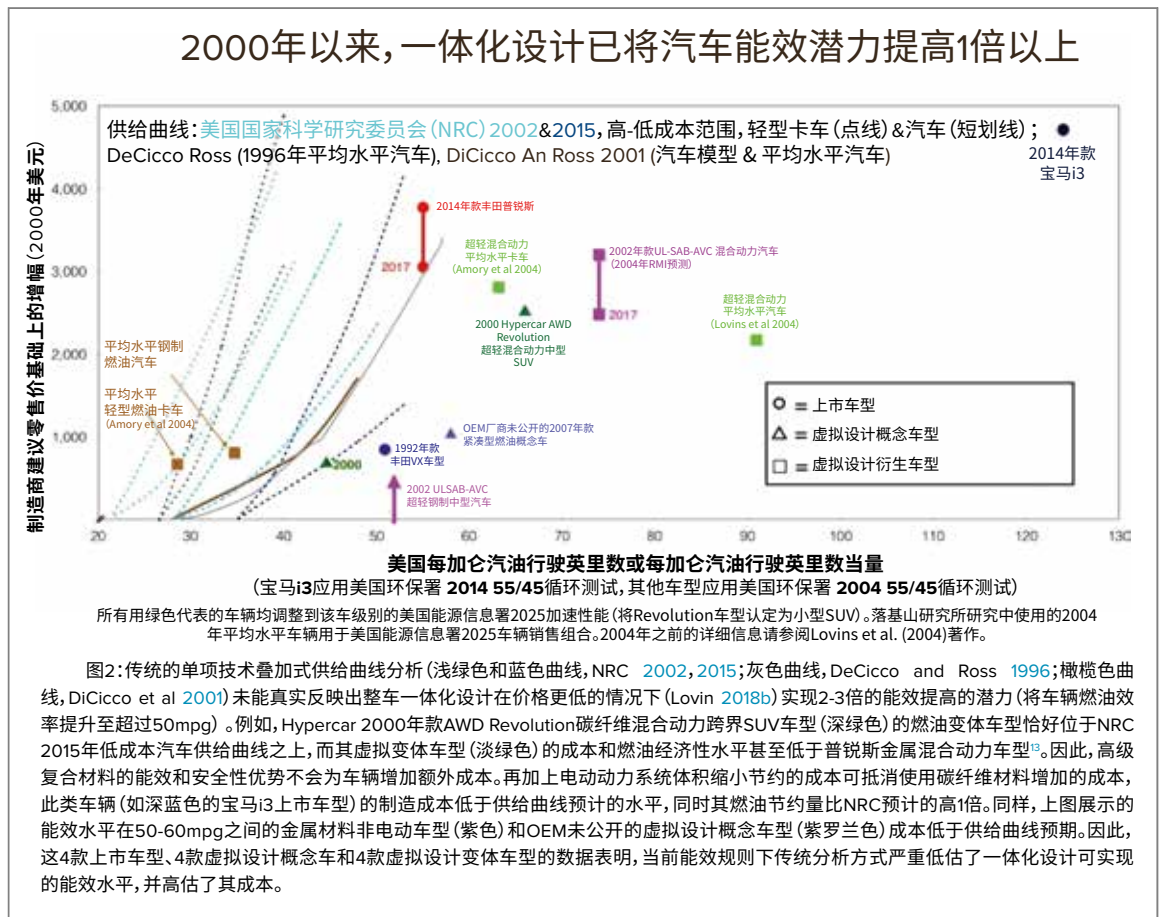 2000年以来，一体化设计已将汽车能效潜力提高1倍以上
制造商建议零售价基础上的增幅（2000年美元）
5,000
4,000
3,000
2,000
1,000
供给曲线：美国国家科学研究委员会（NRC）2002&2015，高-低成本范围，轻型卡车（点线）&汽车（短划线）；
DeCicco Ross (1996年平均水平汽车), DiCicco An Ross 2001 (汽车模型 & 平均水平汽车)
2014年款
宝马i3
2014年款丰田普锐斯
2017
超轻混合动力
平均水平卡车
(Amory et al 2004)
2002年款UL-SAB-AVC 混合动力汽车
（2004年RMI预测）
2017
超轻混合动力
平均水平汽车
(Lovins et al 2004)
2000 Hypercar AWD
Revolution
超轻混合动力中型
SUV
平均水平钢制
燃油汽车
平均水平
轻型燃油卡车
(Amory et al 2004)
2000
1992年款
丰田VX车型
OEM厂商未公开的2007年款
紧凑型燃油概念车
2002 ULSAB-AVC
超轻钢制中型汽车
= 上市车型
= 虚拟设计概念车型
= 虚拟设计衍生车型
20 30 40 50 60 70 80 90 100 110 120 130
美国每加仑汽油行驶英里数或每加仑汽油行驶英里数当量
（宝马i3应用美国环保署 2014 55/45循环测试，其他车型应用美国环保署 2004 55/45循环测试）
所有用绿色代表的车辆均调整到该车级别的美国能源信息署2025加速性能（将Revolution车型认定为小型SUV）。落基山研究所研究中使用的2004
年平均水平车辆用于美国能源信息署2025车辆销售组合。2004年之前的详细信息请参阅Lovins et al. (2004)著作。
图2：传统的单项技术叠加式供给曲线分析（浅绿色和蓝色曲线，NRC 2002，2015；灰色曲线，DeCicco and Ross 1996；橄榄色曲
线，DiCicco et al 2001）未能真实反映出整车一体化设计在价格更低的情况下（Lovin 2018b）实现2-3倍的能效提高的潜力（将车辆燃油效
率提升至超过50mpg）。例如，Hypercar 2000年款AWD Revolution碳纤维混合动力跨界SUV车型（深绿色）的燃油变体车型恰好位于NRC
2015年低成本汽车供给曲线之上，而其虚拟变体车型（淡绿色）的成本和燃油经济性水平甚至低于普锐斯金属混合动力车型13。因此，高级
复合材料的能效和安全性优势不会为车辆增加额外成本。再加上电动动力系统体积缩小节约的成本可抵消使用碳纤维材料增加的成本，
此类车辆（如深蓝色的宝马i3上市车型）的制造成本低于供给曲线预计的水平，同时其燃油节约量比NRC预计的高1倍。同样，上图展示的
能效水平在50-60mpg之间的金属材料非电动车型（紫色）和OEM未公开的虚拟设计概念车型（紫罗兰色）成本低于供给曲线预期。因此，
这4款上市车型、4款虚拟设计概念车和4款虚拟设计变体车型的数据表明，当前能效规则下传统分析方式严重低估了一体化设计可实现
的能效水平，并高估了其成本。